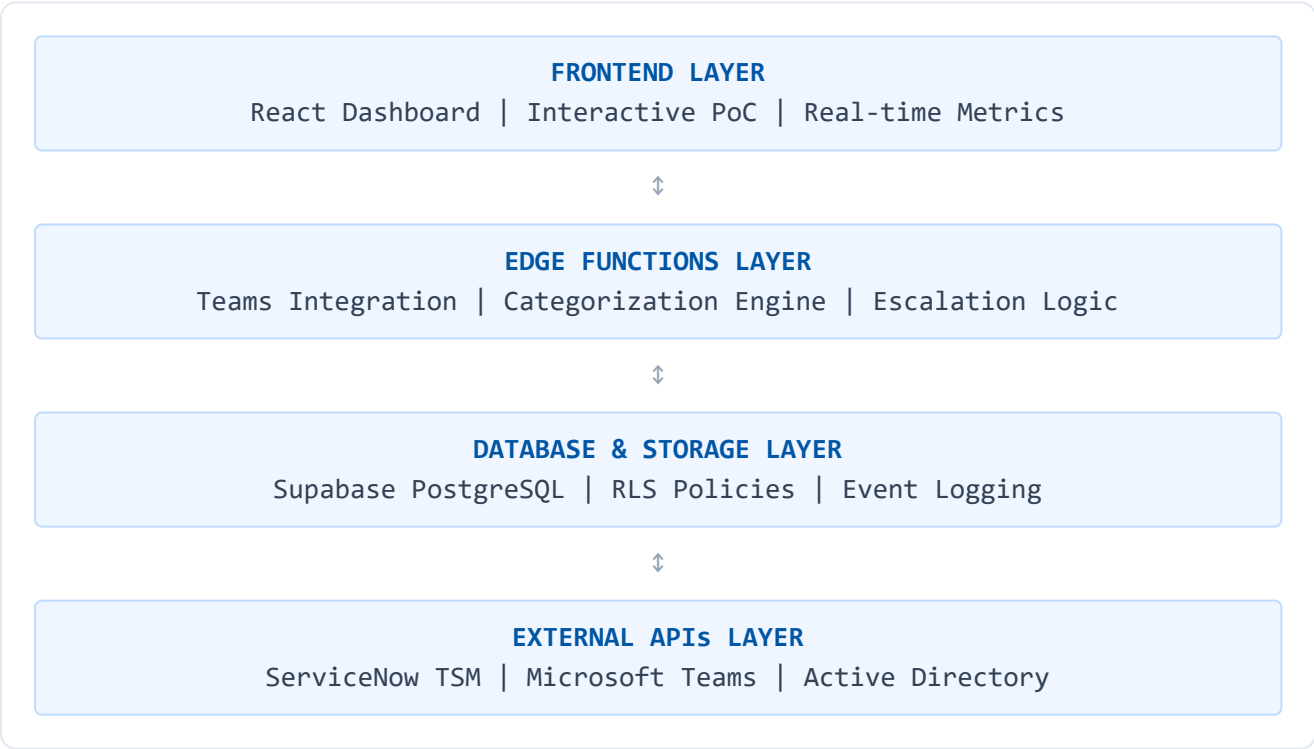 FRONTEND LAYER
React Dashboard | Interactive PoC | Real-time Metrics
↕
EDGE FUNCTIONS LAYER
Teams Integration | Categorization Engine | Escalation Logic
↕
DATABASE & STORAGE LAYER
Supabase PostgreSQL | RLS Policies | Event Logging
↕
EXTERNAL APIs LAYER
ServiceNow TSM | Microsoft Teams | Active Directory